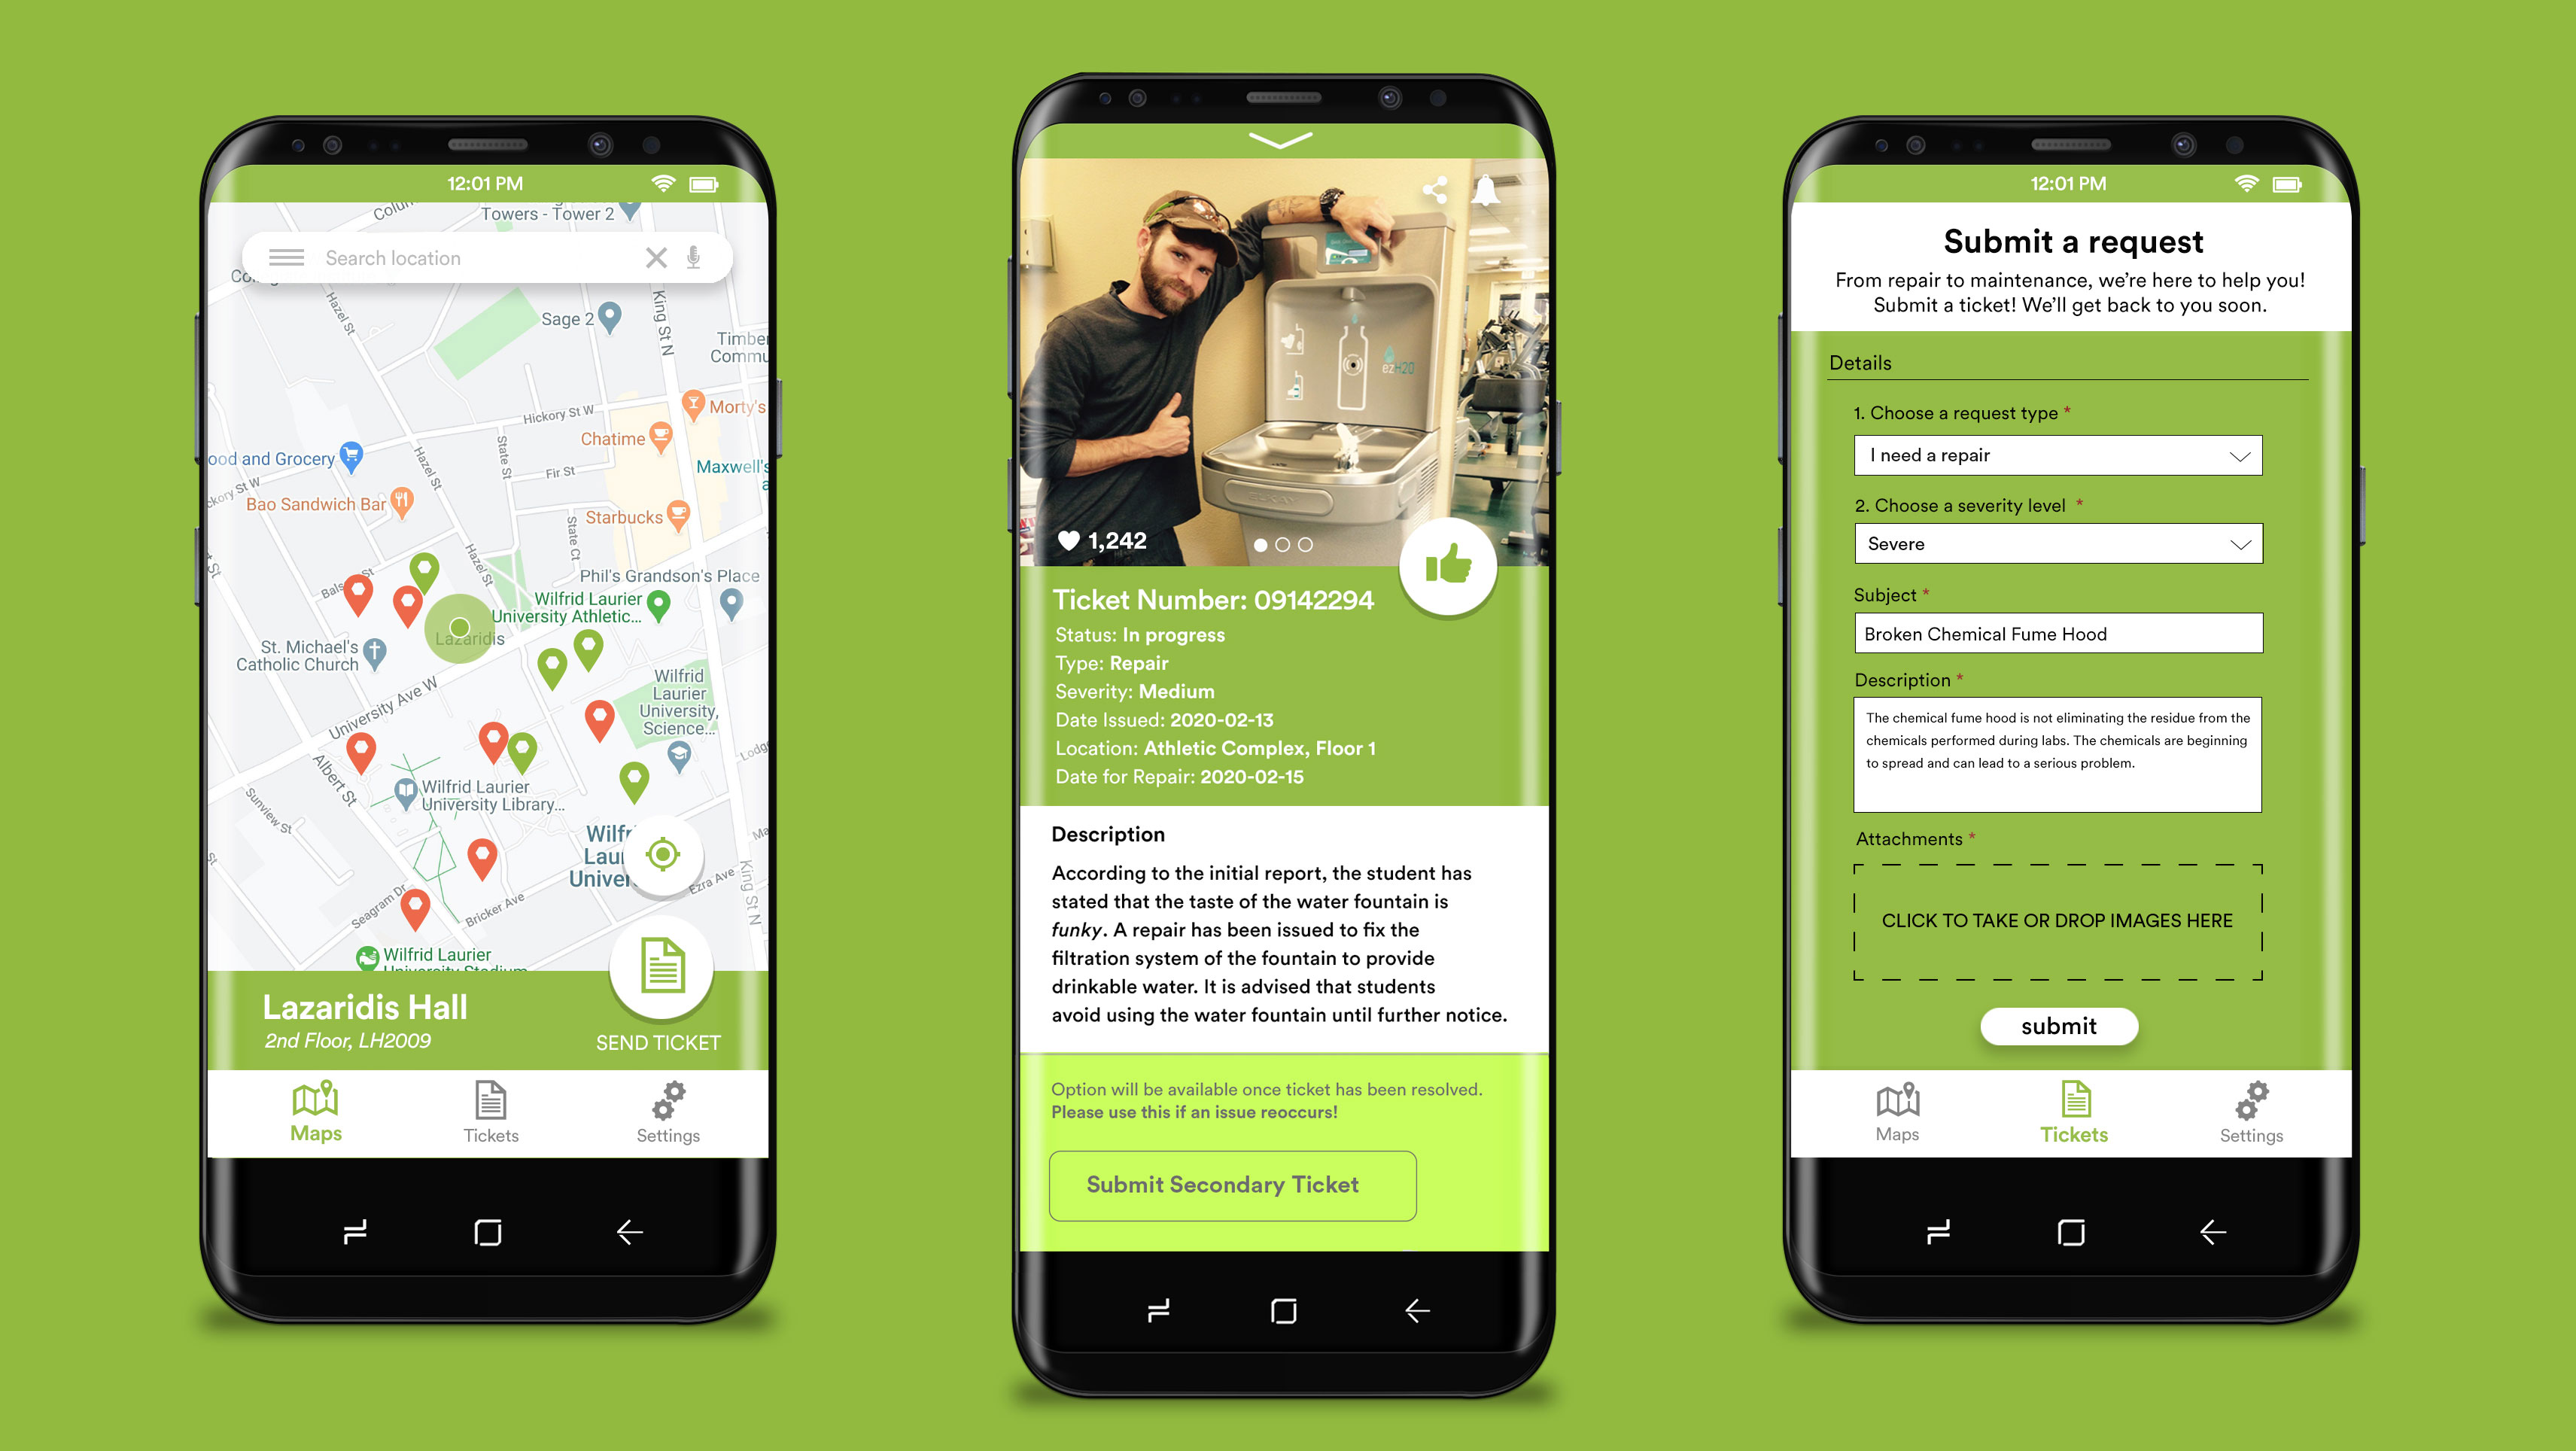 12:01 PM
Colum
Towers - Tower 2
Search location
Hazel St
King St N
Sage 2
Timber
Commu
Hickory St W
Morty's
Chatime
State St
Hazel St
ood and Grocery
Fir St
Maxwell's
a
ckory St W
Bao Sandwich Bar
Starbucks
State Ct
Hazel St
St
Phil's Grandson's Place
Bals
St
Wilfrid Laurier
University Athletic...
Lazaridis
St. Michael's
Catholic Church
Wilfrid
Laurier
University,
Science...
University Ave W
Albert St
Lodg
Wilfrid Laurier
University Library...
Sunview St
Wilfr
Laur
Univer
Ma
St
Ezra Ave
King St N
Seagram Dr
Bricker Ave
Wilfrid Laurier
University Stadium
Lazaridis Hall
2nd Floor, LH2009
SEND TICKET
Maps
Tickets
Settings
ezH2O
ELKAY
1,242
Ticket Number: 09142294
Status: In progress
Type: Repair
Severity: Medium
Date Issued: 2020-02-13
Location: Athletic Complex, Floor 1
Date for Repair: 2020-02-15
Description
According to the initial report, the student has
stated that the taste of the water fountain is
funky. A repair has been issued to fix the
filtration system of the fountain to provide
drinkable water. It is advised that students
avoid using the water fountain until further notice.
Option will be available once ticket has been resolved.
Please use this if an issue reoccurs!
Submit Secondary Ticket
12:01 PM
Submit a request
From repair to maintenance, we're here to help you!
Submit a ticket! We'll get back to you soon.
Details
1. Choose a request type *
I need a repair
2. Choose a severity level *
Severe
Subject *
Broken Chemical Fume Hood
Description *
The chemical fume hood is not eliminating the residue from the
chemicals performed during labs. The chemicals are beginning
to spread and can lead to a serious problem.
Attachments *
CLICK TO TAKE OR DROP IMAGES HERE
submit
Maps
Tickets
Settings